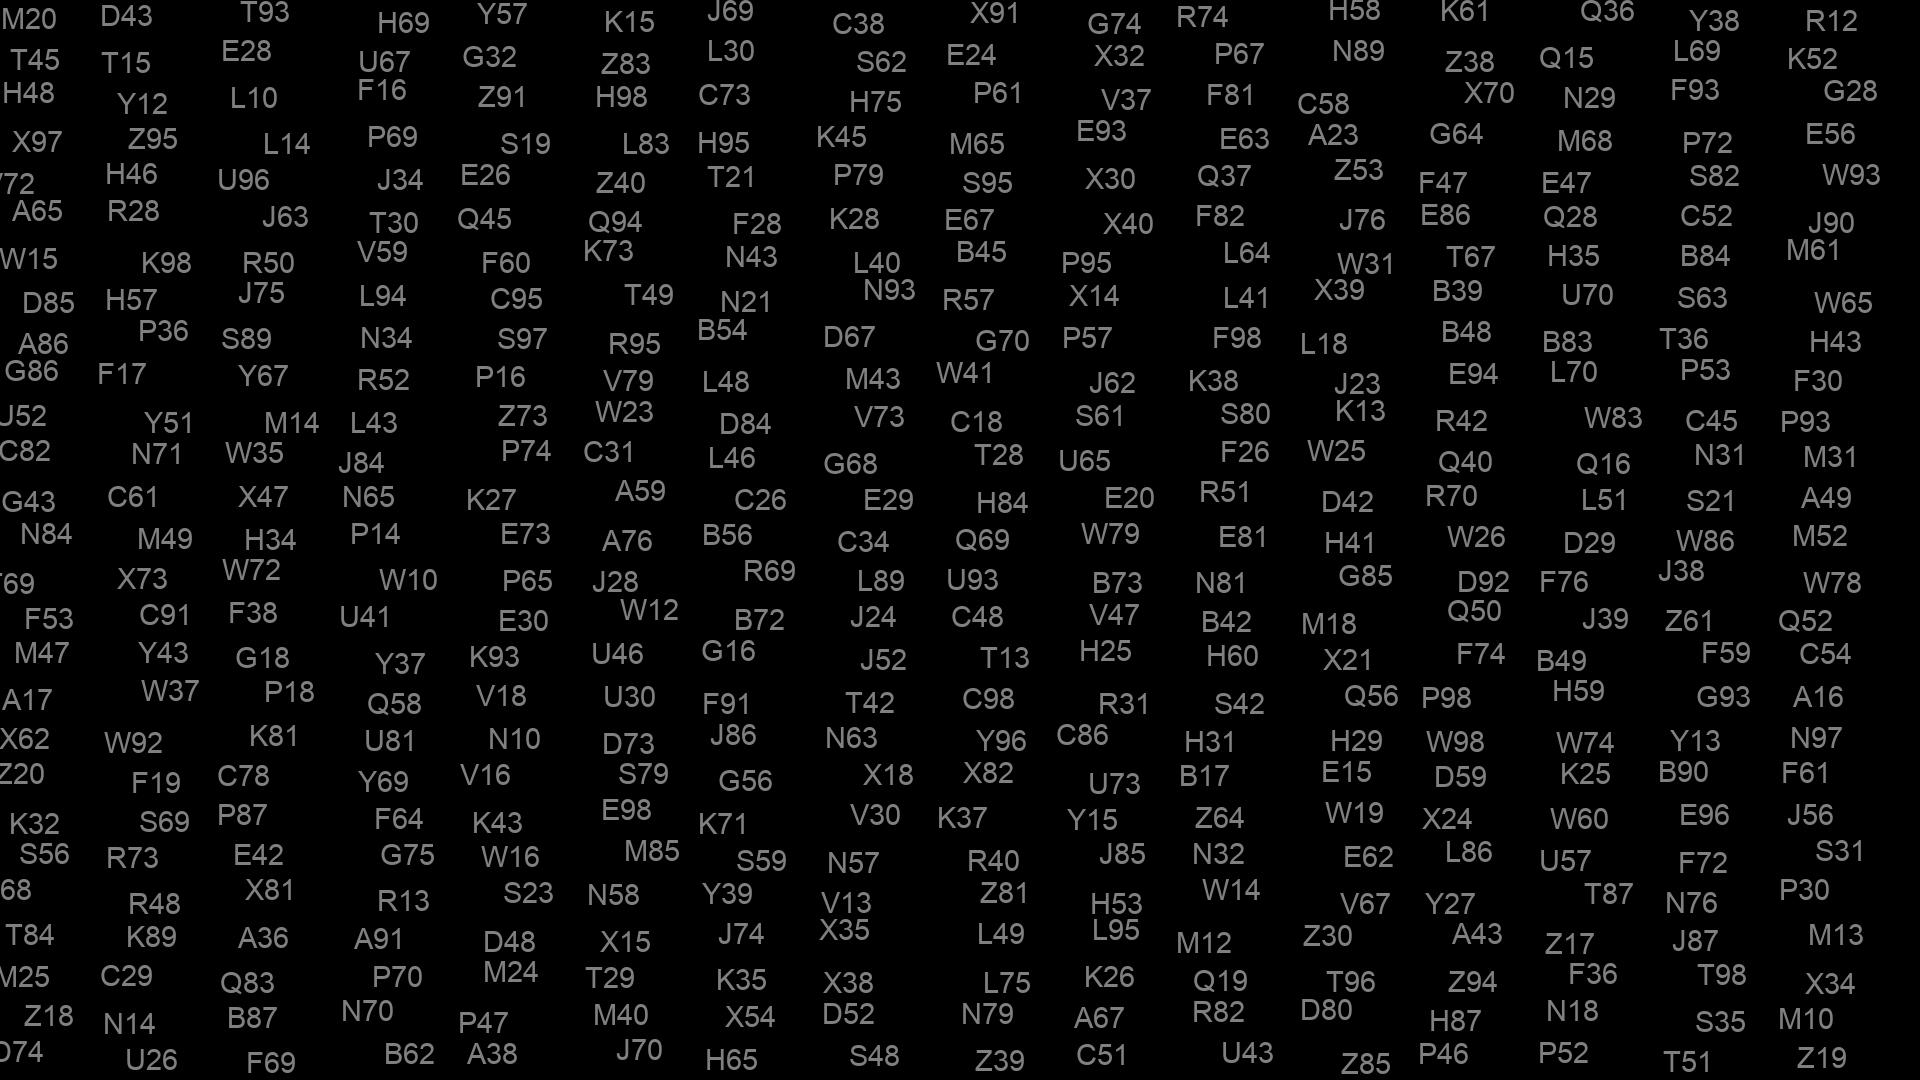 M20 D43 T93 H69 Y57 K15 J69 C38 X91 G74 R74 H58 K61 Q36 Y38 R12
T45 T15 E28 U67 G32 Z83 L30 S62 E24 X32 P67 N89 Z38 Q15 L69 K52
H48 Y12 L10 F16 Z91 H98 C73 H75 P61 V37 F81 C58 X70 N29 F93 G28
X97 Z95 L14 P69 S19 L83 H95 K45 M65 E93 E63 A23 G64 M68 P72 E56
72 H46 U96 J34 E26 Z40 T21 P79 S95 X30 Q37 Z53 F47 E47 S82 W93
A65 R28 J63 T30 Q45 Q94 F28 K28 E67 X40 F82 J76 E86 Q28 C52 J90
W15 K98 R50 V59 F60 K73 N43 L40 B45 P95 L64 W31 T67 H35 B84 M61
D85 H57 J75 L94 C95 T49 N21 N93 R57 X14 L41 X39 B39 U70 S63 W65
A86 P36 S89 N34 S97 R95 B54 D67 G70 P57 F98 L18 B48 B83 T36 H43
G86 F17 Y67 R52 P16 V79 L48 M43 W41 J62 K38 J23 E94 L70 P53 F30
U52 Y51 M14 L43 Z73 W23 D84 V73 C18 S61 S80 K13 R42 W83 C45 P93
C82 N71 W35 J84 P74 C31 L46 G68 T28 U65 F26 W25 Q40 Q16 N31 M31
G43 C61 X47 N65 K27 A59 C26 E29 H84 E20 R51 D42 R70 L51 S21 A49
N84 M49 H34 P14 E73 A76 B56 C34 Q69 W79 E81 H41 W26 D29 W86 M52
69 X73 W72 W10 P65 J28 R69 L89 U93 B73 N81 G85 D92 F76 J38 W78
F53 C91 F38 U41 E30 W12 B72 J24 C48 V47 B42 M18 Q50 J39 Z61 Q52
M47 Y43 G18 Y37 K93 U46 G16 J52 T13 H25 H60 X21 F74 B49 F59 C54
A17 W37 P18 Q58 V18 U30 F91 T42 C98 R31 S42 Q56 P98 H59 G93 A16
X62 W92 K81 U81 N10 D73 J86 N63 Y96 C86 H31 H29 W98 W74 Y13 N97
Z20 F19 C78 Y69 V16 S79 G56 X18 X82 U73 B17 E15 D59 K25 B90 F61
K32 S69 P87 F64 K43 E98 K71 V30 K37 Y15 Z64 W19 X24 W60 E96 J56
S56 R73 E42 G75 W16 M85 S59 N57 R40 J85 N32 E62 L86 U57 F72 S31
68 R48 X81 R13 S23 N58 Y39 V13 Z81 H53 W14 V67 Y27 T87 N76 P30
T84 K89 A36 A91 D48 X15 J74 X35 L49 L95 M12 Z30 A43 Z17 J87 M13
M25 C29 Q83 P70 M24 T29 K35 X38 L75 K26 Q19 T96 Z94 F36 T98 X34
Z18 N14 B87 N70 P47 M40 X54 D52 N79 A67 R82 D80 H87 N18 S35 M10
74 U26 F69 B62 A38 J70 H65 S48 Z39 C51 U43 Z85 P46 P52 T51 Z19